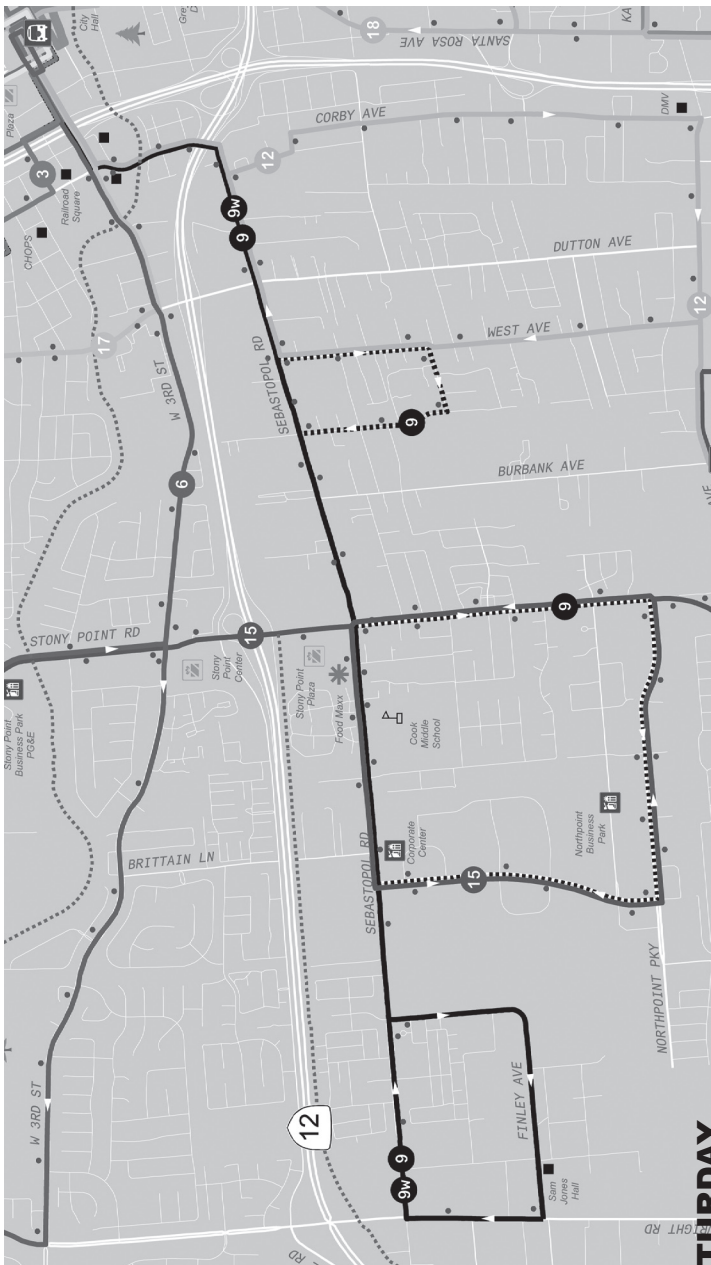 City
Hall
18
SANTA ROSA AVE
KA
Plaza
3
Railroad
Square
CHOPS
12
CORBY AVE
DMV
9w
9
DUTTON AVE
12
17
W 3RD ST
SEBASTOPOL RD
WEST AVE
9
6
BURBANK AVE
STONY POINT RD
15
9
Stony
Point
Center
Stony Point
Plaza
Food Maxx
Cook
Middle
School
Stony Point
Business Park
PG&E
BRITTAIN LN
SEBASTOPOL RD
Corporate
Center
15
Northpoint
Business
Park
NORTHPOINT PKY
W 3RD ST
12
9
9w
FINLEY AVE
Sam
Jones
Hall
RD